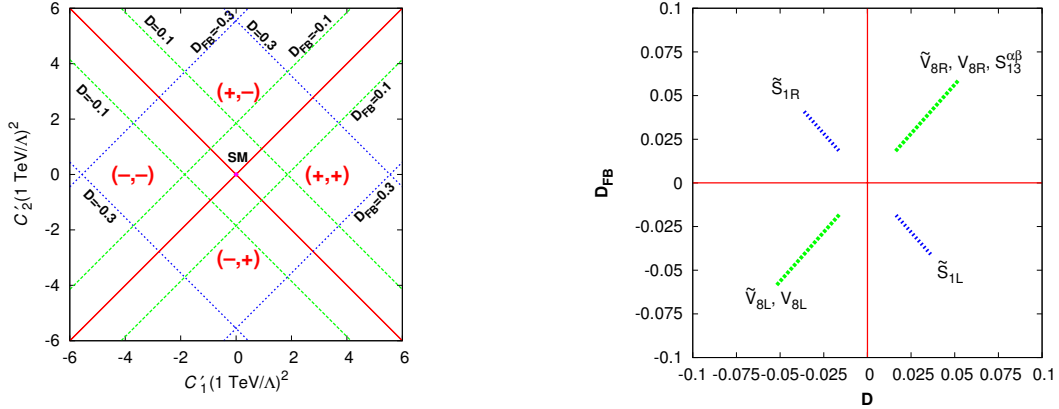 6
4
2
0
-2
-4
-6
-6
-4
-2
0
2
4
6
C′2(1 TeV/Λ)²
C′1(1 TeV/Λ)²
D=0.1
DFB=-0.3
D=0.3
DFB=-0.1
D=-0.1
DFB=0.1
(+,−)
SM
(−,−)
(+,+)
D=-0.3
DFB=0.3
(−,+)
0.1
0.075
0.05
0.025
0
-0.025
-0.05
-0.075
-0.1
-0.1
-0.075
-0.05
-0.025
0
0.025
0.05
0.075
0.1
DFB
D
Ṽ8R, V8R, S13^αβ
S̃1R
S̃1L
Ṽ8L, V8L